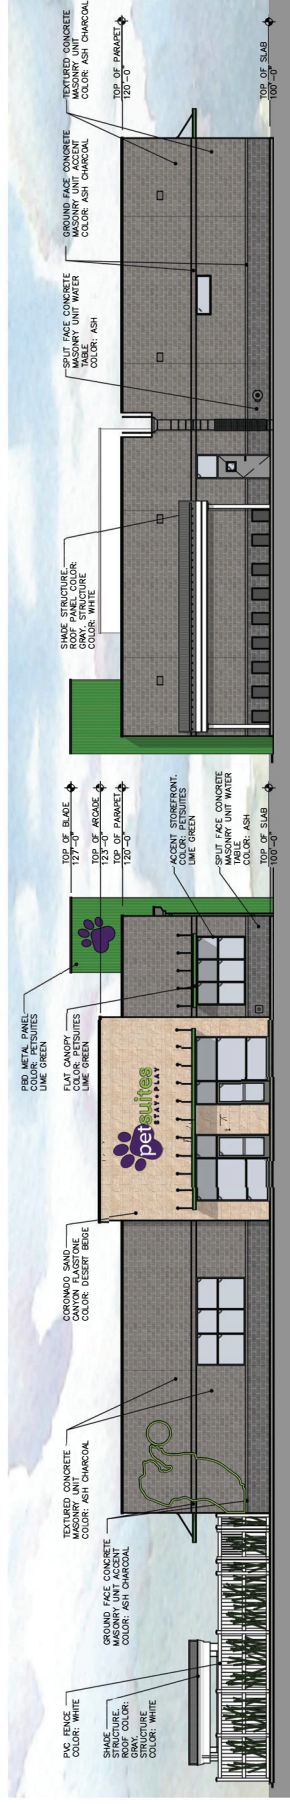 PVC FENCE
COLOR: WHITE
SHADE
STRUCTURE,
ROOF COLOR:
GRAY,
STRUCTURE
COLOR: WHITE
TEXTURED CONCRETE
MASONRY UNIT
COLOR: ASH CHARCOAL
GROUND FACE CONCRETE
MASONRY UNIT ACCENT
COLOR: ASH CHARCOAL
CORONADO SAND
CANYON FLAGSTONE
COLOR: DESERT BEIGE
petsuites
STAY + PLAY
PBD METAL PANEL
COLOR: PETSUITES
LIME GREEN
FLAT CANOPY
COLOR: PETSUITES
LIME GREEN
TOP OF BLADE
127'-0"
TOP OF ARCADE
123'-0"
TOP OF PARAPET
120'-0"
ACCENT STOREFRONT,
COLOR: PETSUITES
LIME GREEN
SPLIT FACE CONCRETE
MASONRY UNIT WATER
TABLE
COLOR: ASH
TOP OF SLAB
100'-0"
SHADE STRUCTURE,
ROOF PANEL COLOR:
GRAY, STRUCTURE
COLOR: WHITE
SPLIT FACE CONCRETE
MASONRY UNIT WATER
TABLE
COLOR: ASH
GROUND FACE CONCRETE
MASONRY UNIT ACCENT
COLOR: ASH CHARCOAL
TEXTURED CONCRETE
MASONRY UNIT
COLOR: ASH CHARCOAL
TOP OF PARAPET
120'-0"
TOP OF SLAB
100'-0"